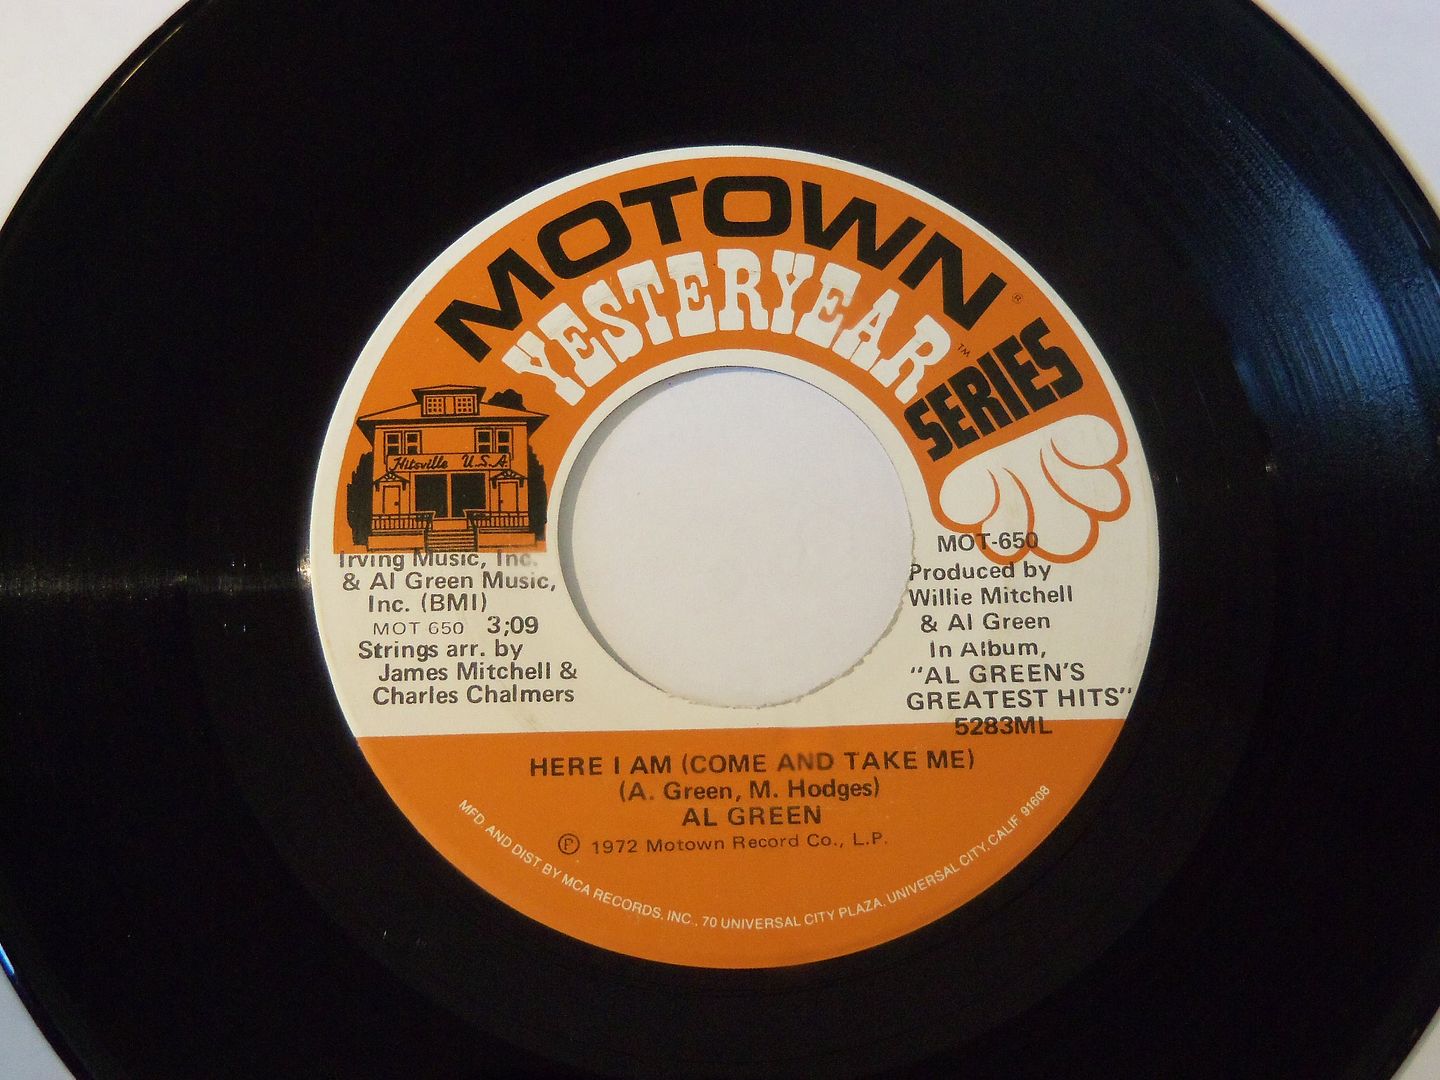 MOTOWN®
YESTERYEAR™
SERIES
Hitsville U.S.A.
Irving Music, Inc.
& Al Green Music,
Inc. (BMI)
MOT 650 3;09
Strings arr. by
James Mitchell &
Charles Chalmers
MOT-650
Produced by
Willie Mitchell
& Al Green
In Album,
"AL GREEN'S
GREATEST HITS"
5283ML
HERE I AM (COME AND TAKE ME)
(A. Green, M. Hodges)
AL GREEN
℗ 1972 Motown Record Co., L.P.
MFD. AND DIST BY MCA RECORDS, INC., 70 UNIVERSAL CITY PLAZA, UNIVERSAL CITY, CALIF. 91608